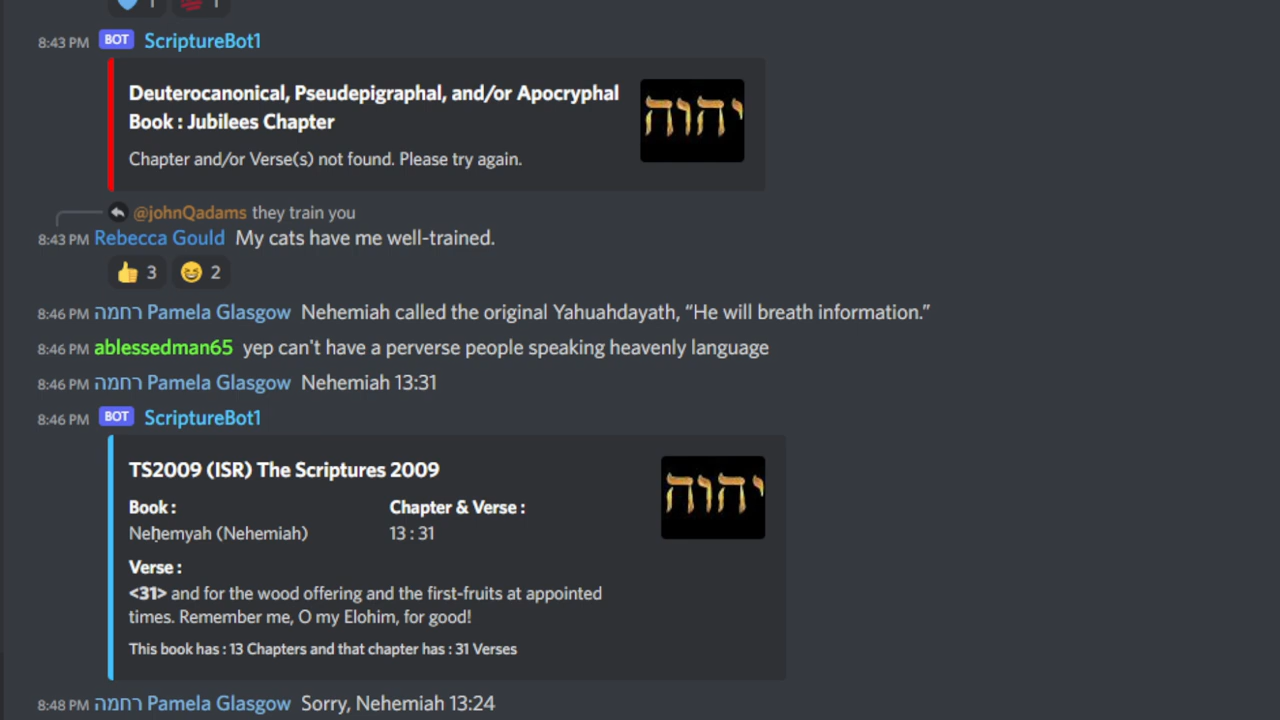 1 1
8:43 PM BOT ScriptureBot1
Deuterocanonical, Pseudepigraphal, and/or Apocryphal
Book : Jubilees Chapter
יהוה
Chapter and/or Verse(s) not found. Please try again.
@johnQadams they train you
8:43 PM Rebecca Gould My cats have me well-trained.
3 2
8:46 PM רחמה Pamela Glasgow Nehemiah called the original Yahuahdayath, “He will breath information.”
8:46 PM ablessedman65 yep can't have a perverse people speaking heavenly language
8:46 PM רחמה Pamela Glasgow Nehemiah 13:31
8:46 PM BOT ScriptureBot1
TS2009 (ISR) The Scriptures 2009
יהוה
Book : Chapter & Verse :
Neḥemyah (Nehemiah) 13 : 31
Verse :
<31> and for the wood offering and the first-fruits at appointed
times. Remember me, O my Elohim, for good!
This book has : 13 Chapters and that chapter has : 31 Verses
8:48 PM רחמה Pamela Glasgow Sorry, Nehemiah 13:24